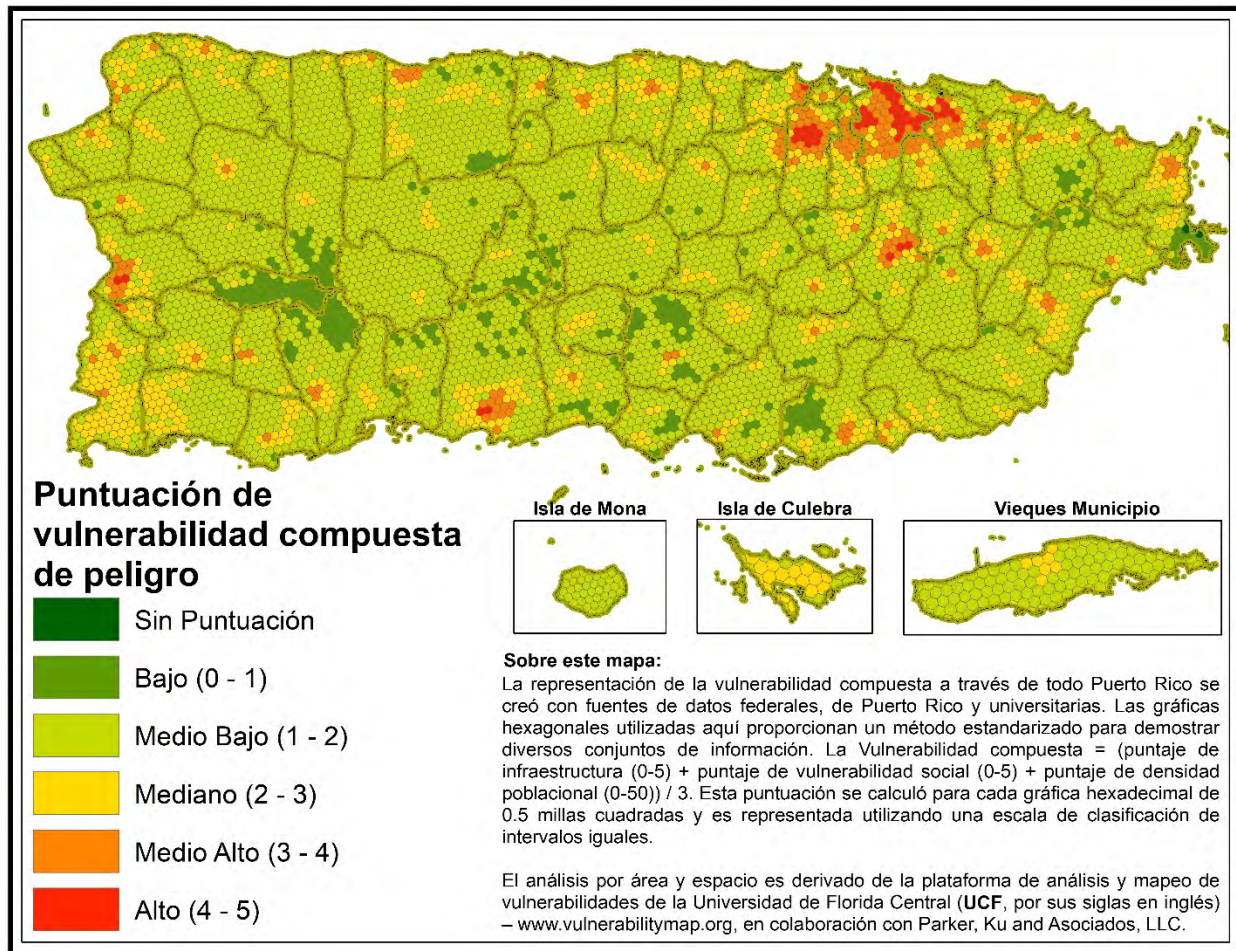 Puntuación de
vulnerabilidad compuesta
de peligro
Sin Puntuación
Bajo (0 - 1)
Medio Bajo (1 - 2)
Mediano (2 - 3)
Medio Alto (3 - 4)
Alto (4 - 5)
Isla de Mona
Isla de Culebra
Vieques Municipio
Sobre este mapa:
La representación de la vulnerabilidad compuesta a través de todo Puerto Rico se
creó con fuentes de datos federales, de Puerto Rico y universitarias. Las gráficas
hexagonales utilizadas aquí proporcionan un método estandarizado para demostrar
diversos conjuntos de información. La Vulnerabilidad compuesta = (puntaje de
infraestructura (0-5) + puntaje de vulnerabilidad social (0-5) + puntaje de densidad
poblacional (0-50)) / 3. Esta puntuación se calculó para cada gráfica hexadecimal de
0.5 millas cuadradas y es representada utilizando una escala de clasificación de
intervalos iguales.
El análisis por área y espacio es derivado de la plataforma de análisis y mapeo de
vulnerabilidades de la Universidad de Florida Central (UCF, por sus siglas en inglés)
– www.vulnerabilitymap.org, en colaboración con Parker, Ku and Asociados, LLC.